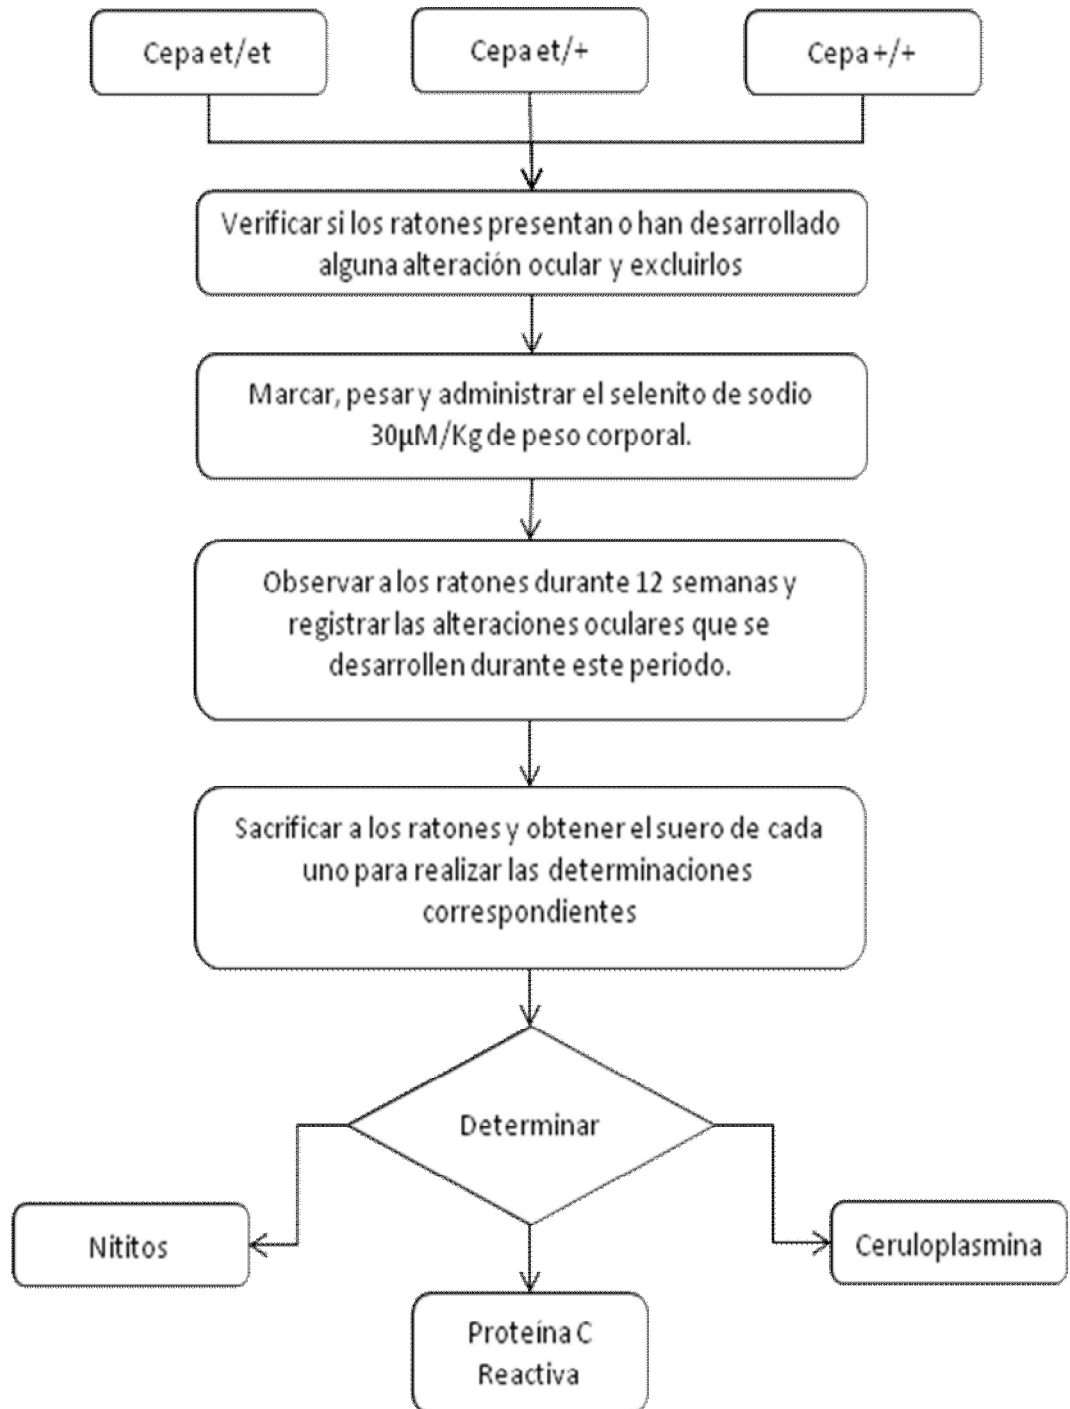 Cepa et/et
Cepa et/+
Cepa +/+
Verificar si los ratones presentan o han desarrollado
alguna alteración ocular y excluirlos
Marcar, pesar y administrar el selenito de sodio
30µM/Kg de peso corporal.
Observar a los ratones durante 12 semanas y
registrar las alteraciones oculares que se
desarrollen durante este periodo.
Sacrificar a los ratones y obtener el suero de cada
uno para realizar las determinaciones
correspondientes
Determinar
Nititos
Ceruloplasmina
Proteína C
Reactiva